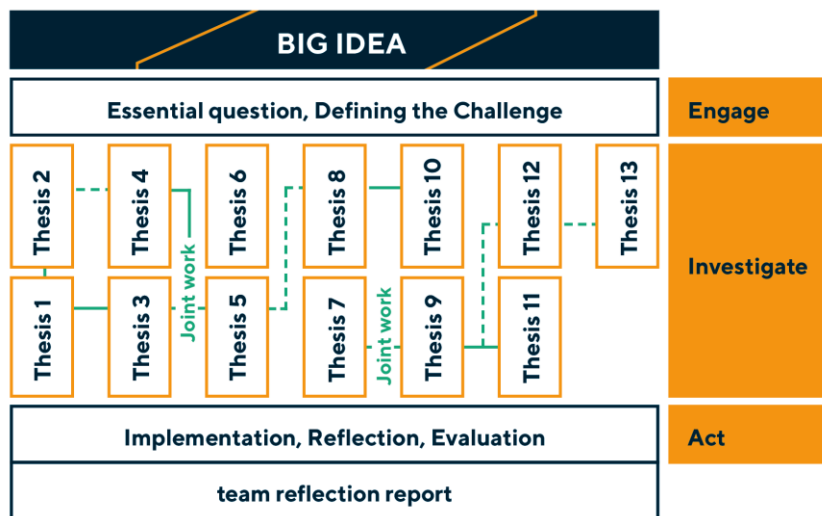 BIG IDEA
Essential question, Defining the Challenge
Engage
Thesis 2
Thesis 4
Thesis 6
Thesis 8
Thesis 10
Thesis 12
Thesis 13
Joint work
Investigate
Thesis 1
Thesis 3
Thesis 5
Thesis 7
Joint work
Thesis 9
Thesis 11
Implementation, Reflection, Evaluation
Act
team reflection report